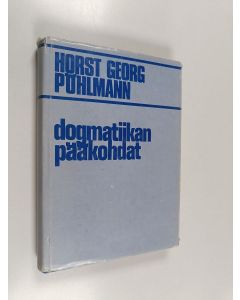 HORST GEORG
PÖHLMANN
dogmatiikan
pääkohdat